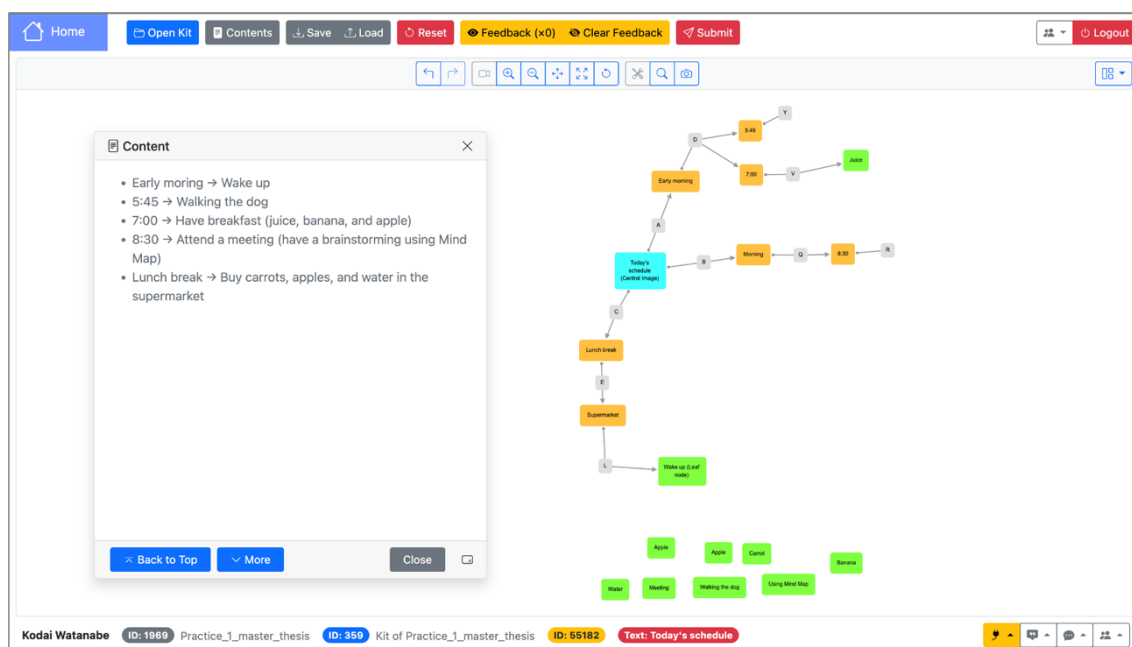 Home
Open Kit
Contents
Save
Load
Reset
Feedback (×0)
Clear Feedback
Submit
Logout
Content
• Early moring → Wake up
• 5:45 → Walking the dog
• 7:00 → Have breakfast (juice, banana, and apple)
• 8:30 → Attend a meeting (have a brainstorming using Mind
Map)
• Lunch break → Buy carrots, apples, and water in the
supermarket
Back to Top
More
Close
Y
5:45
D
Juice
7:00
V
Early morning
A
R
Morning
Q
8:30
Today's
schedule
(Central Image)
B
C
Lunch break
E
Supermarket
L
Wake up (Leaf
node)
Apple
Apple
Carrot
Banana
Water
Meeting
Walking the dog
Using Mind Map
Kodai Watanabe
ID: 1969
Practice_1_master_thesis
ID: 359
Kit of Practice_1_master_thesis
ID: 55182
Text: Today's schedule